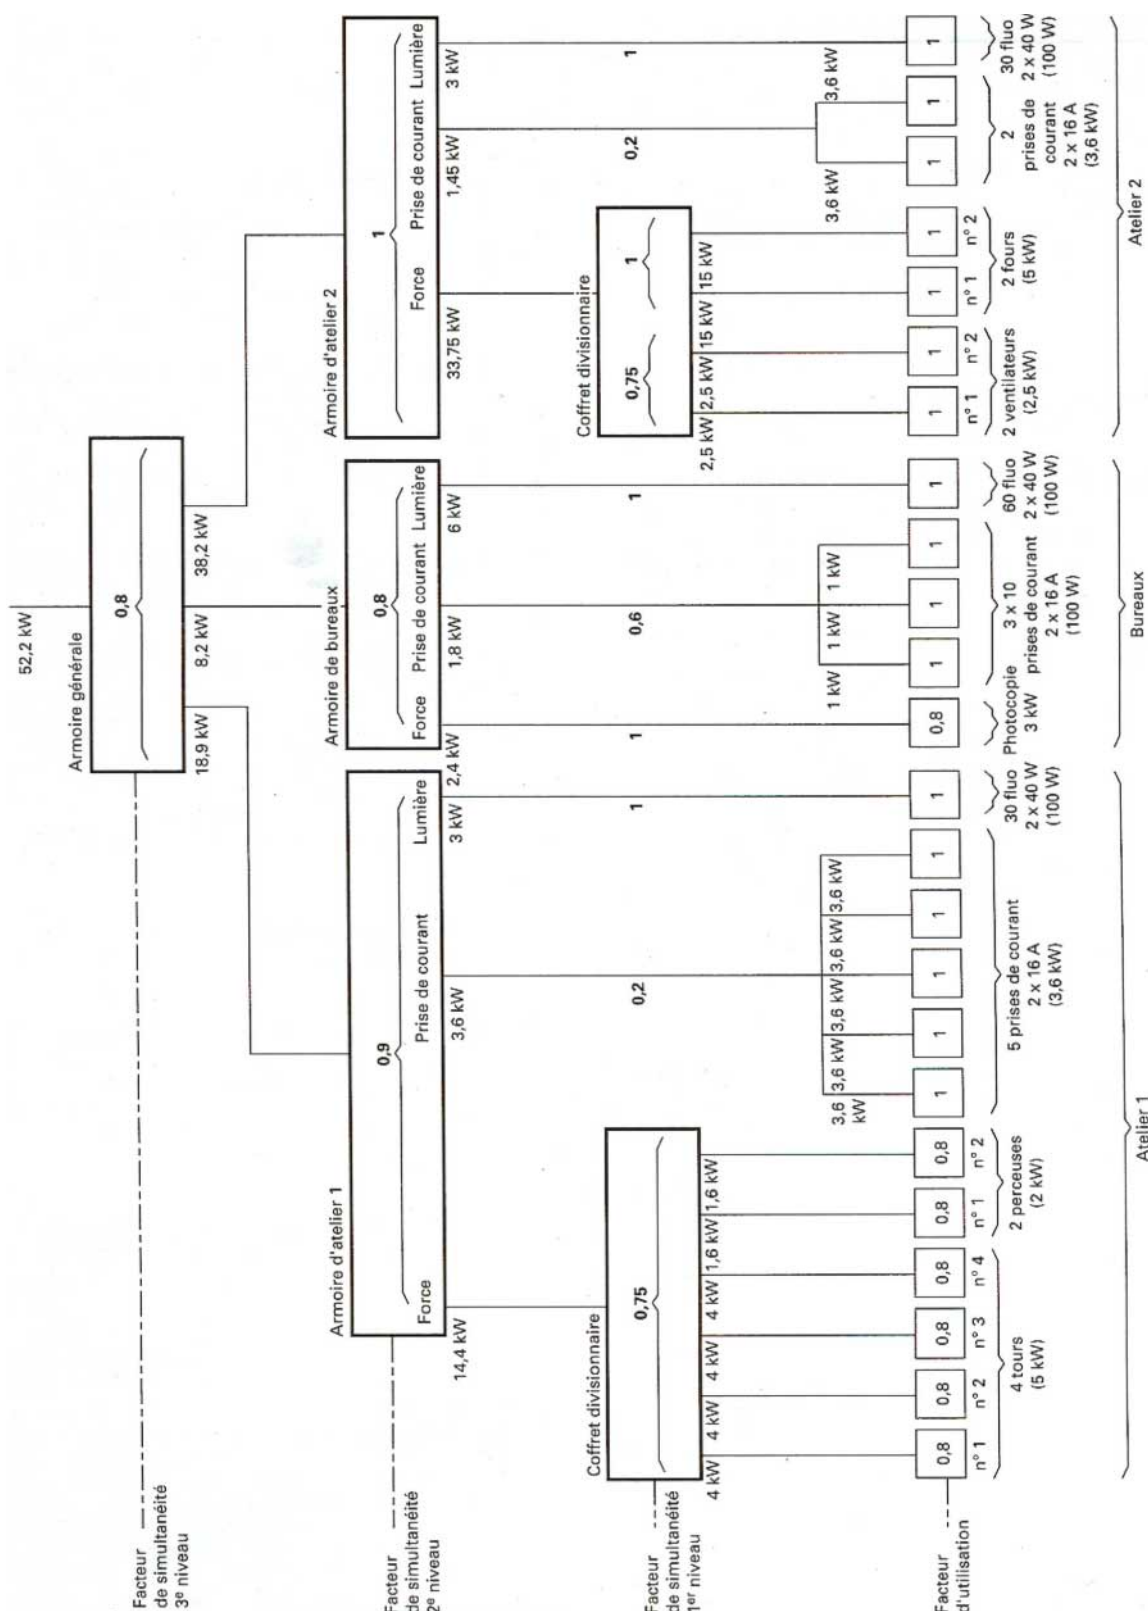 52,2 kW
Armoire générale
0,8
18,9 kW
8,2 kW
38,2 kW
Facteur
de simultanéité
3e niveau
Armoire d'atelier 1
0,9
Force
Prise de courant
Lumière
14,4 kW
3,6 kW
3 kW
Armoire de bureaux
0,8
Force
Prise de courant
Lumière
2,4 kW
1,8 kW
6 kW
Armoire d'atelier 2
1
Force
Prise de courant
Lumière
33,75 kW
1,45 kW
3 kW
Facteur
de simultanéité
2e niveau
0,2
1
1
0,6
1
0,2
1
Coffret divisionnaire
0,75
4 kW
4 kW
4 kW
4 kW
1,6 kW
1,6 kW
Coffret divisionnaire
0,75
1
2,5 kW
2,5 kW
15 kW
15 kW
Facteur
de simultanéité
1er niveau
3,6
kW
3,6 kW
3,6 kW
3,6 kW
3,6 kW
1 kW
1 kW
1 kW
3,6 kW
3,6 kW
Facteur
d'utilisation
0,8
0,8
0,8
0,8
0,8
0,8
1
1
1
1
1
1
0,8
1
1
1
1
1
1
1
1
1
1
1
n° 1
n° 2
n° 3
n° 4
4 tours
(5 kW)
n° 1
n° 2
2 perceuses
(2 kW)
5 prises de courant
2 x 16 A
(3,6 kW)
30 fluo
2 x 40 W
(100 W)
Atelier 1
Photocopie
3 kW
3 x 10
prises de courant
2 x 16 A
(100 W)
60 fluo
2 x 40 W
(100 W)
Bureaux
n° 1
n° 2
2 ventilateurs
(2,5 kW)
n° 1
n° 2
2 fours
(5 kW)
2
prises de
courant
2 x 16 A
(3,6 kW)
30 fluo
2 x 40 W
(100 W)
Atelier 2